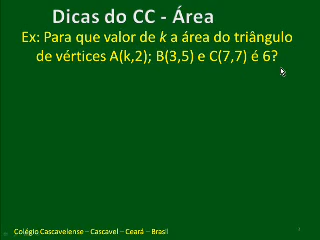 Dicas do CC - Área
Ex: Para que valor de k a área do triângulo
de vértices A(k,2); B(3,5) e C(7,7) é 6?
Colégio Cascavelense – Cascavel – Ceará – Brasil